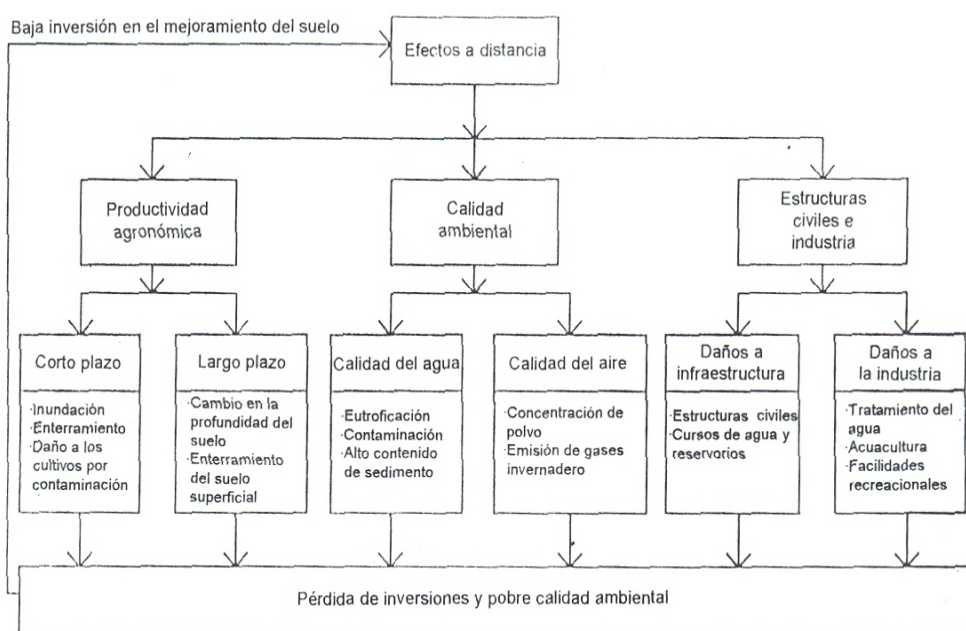 Baja inversión en el mejoramiento del suelo
Efectos a distancia
Productividad
agronómica
Calidad
ambiental
Estructuras
civiles e
industria
Corto plazo
·Inundación
·Enterramiento
·Daño a los
cultivos por
contaminación
Largo plazo
·Cambio en la
profundidad del
suelo
·Enterramiento
del suelo
superficial
Calidad del agua
·Eutroficación
·Contaminación
·Alto contenido
de sedimento
Calidad del aire
·Concentración de
polvo
·Emisión de gases
invernadero
Daños a
infraestructura
·Estructuras civiles
·Cursos de agua y
reservorios
Daños a
la industria
·Tratamiento del
agua
·Acuacultura
·Facilidades
recreacionales
Pérdida de inversiones y pobre calidad ambiental